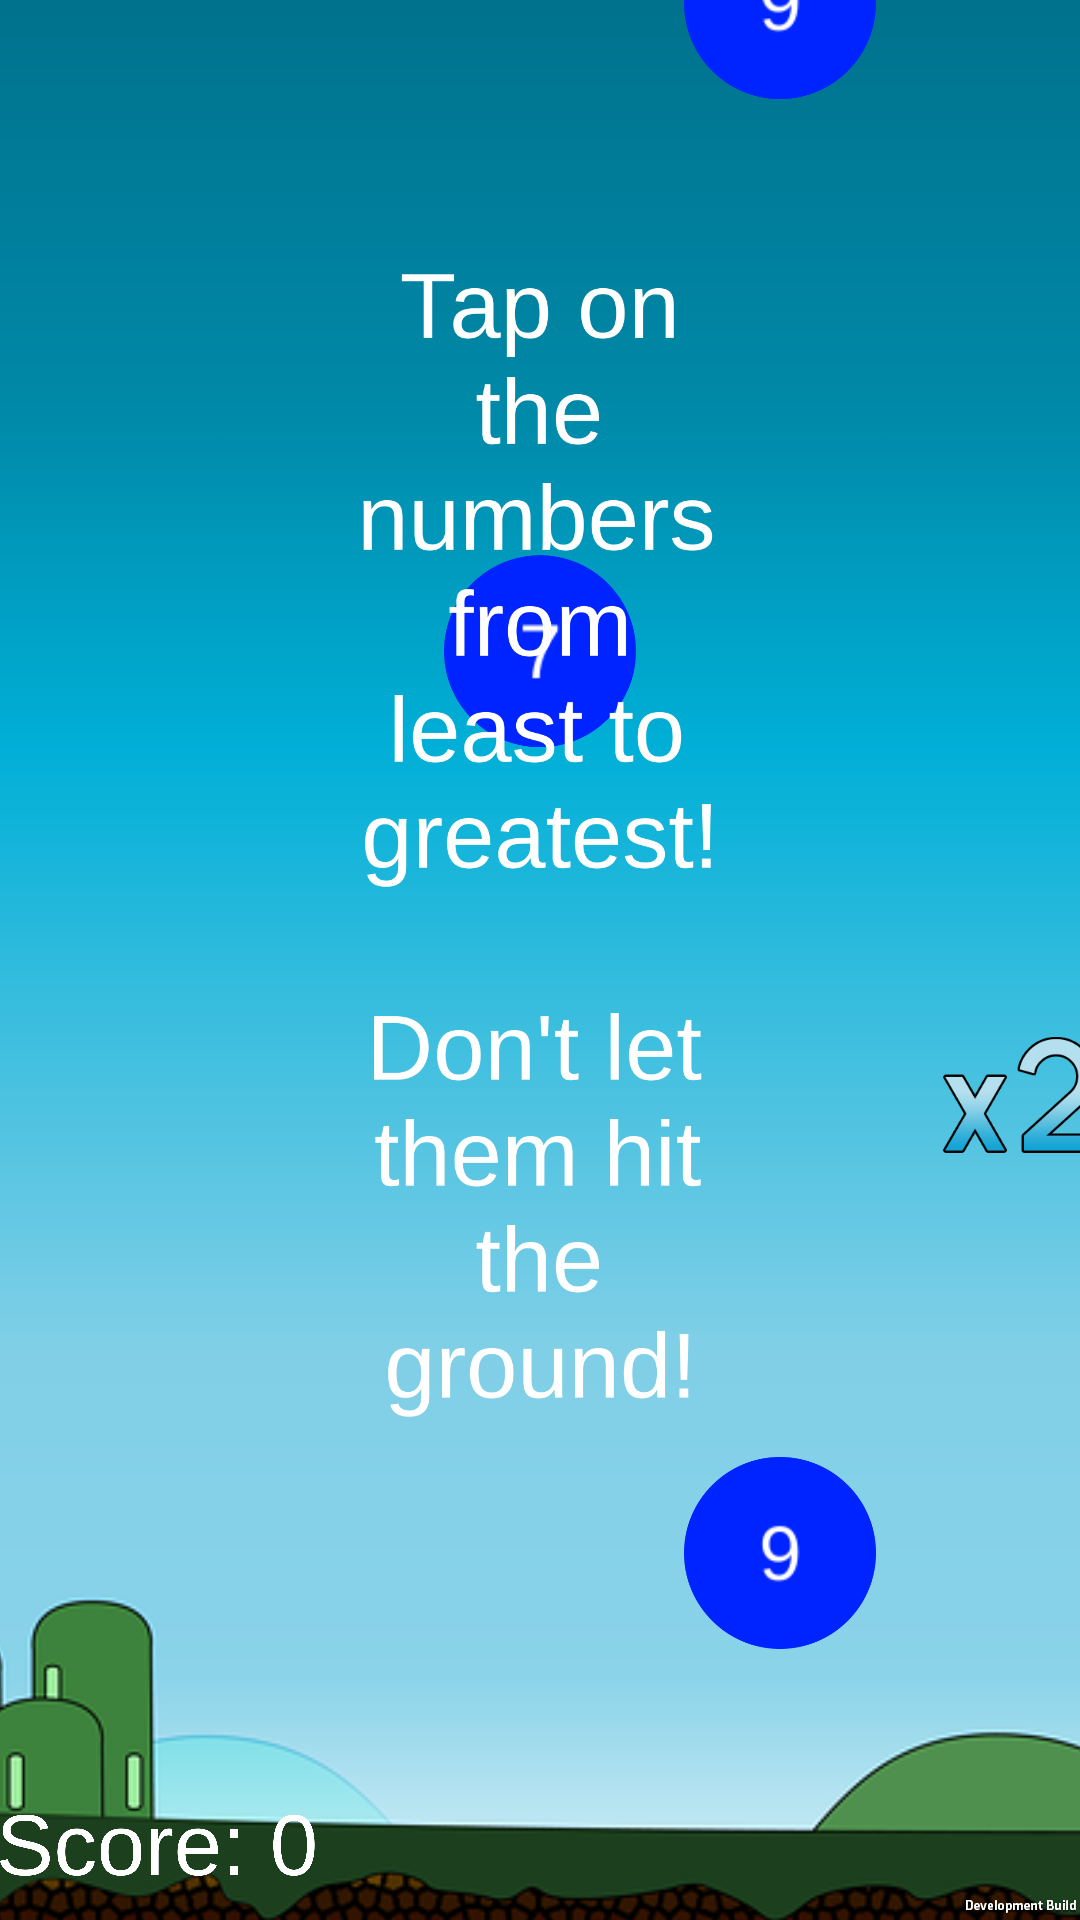 9
Tap on
the
numbers
from
7
least to
greatest!
Don't let
them hit
the
ground!
x2
9
Score: 0
Development Build